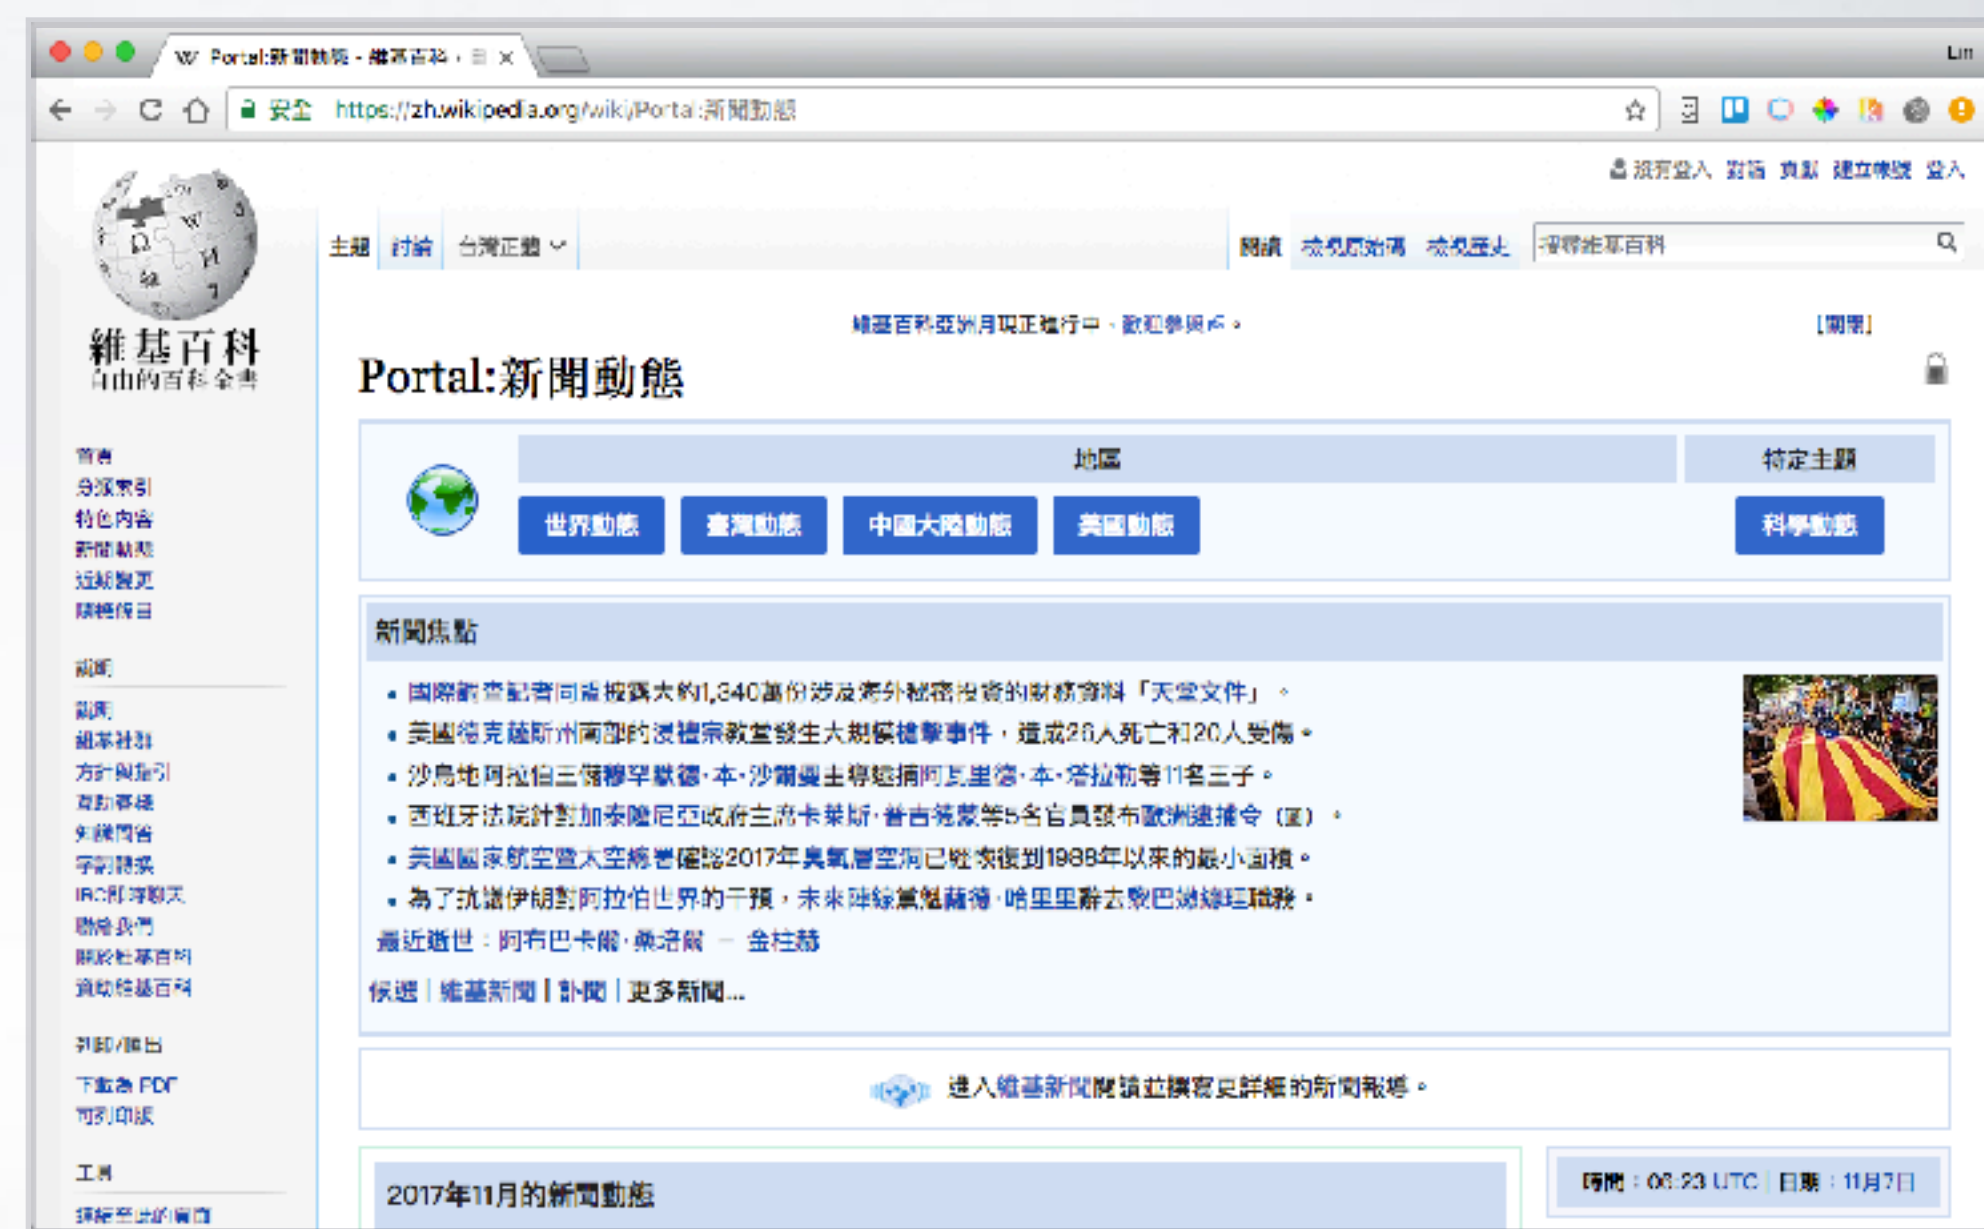 Portal:新聞動態 - 維基百科，自
Lin
安全 https://zh.wikipedia.org/wiki/Portal:新聞動態
沒有登入 對話 貢獻 建立帳號 登入
主題 討論 台灣正體 閱讀 檢視原始碼 檢視歷史 搜尋維基百科
維基百科
自由的百科全書
維基百科亞洲月現正進行中，歡迎參與。 [關閉]
Portal:新聞動態
地區 特定主題
世界動態 臺灣動態 中國大陸動態 美國動態 科學動態
新聞焦點
國際調查記者同盟披露大約1,340萬份涉及海外秘密投資的財務資料「天堂文件」。
美國德克薩斯州南部的浸禮宗教堂發生大規模槍擊事件，造成26人死亡和20人受傷。
沙烏地阿拉伯王儲穆罕默德·本·沙爾曼主導逮捕阿瓦里德·本·塔拉勒等11名王子。
西班牙法院針對加泰隆尼亞政府主席卡萊斯·普吉德蒙等5名官員發布歐洲逮捕令（圖）。
美國國家航空暨太空總署確認2017年臭氧層空洞已經恢復到1988年以來的最小面積。
為了抗議伊朗對阿拉伯世界的干預，未來陣線黨魁薩德·哈里里辭去黎巴嫩總理職務。
最近逝世：阿布巴卡爾·桑塔爾 － 金柱赫
候選 | 維基新聞 | 訃聞 | 更多新聞...
進入維基新聞閱讀並撰寫更詳細的新聞報導。
2017年11月的新聞動態
時間：06:23 UTC | 日期：11月7日
首頁
分類索引
特色內容
新聞動態
近期變更
隨機條目
說明
說明
維基社群
方針與指引
互助客棧
知識問答
字詞轉換
IRC即時聊天
聯絡我們
關於維基百科
資助維基百科
列印/匯出
下載為 PDF
可列印版
工具
連結至此的頁面